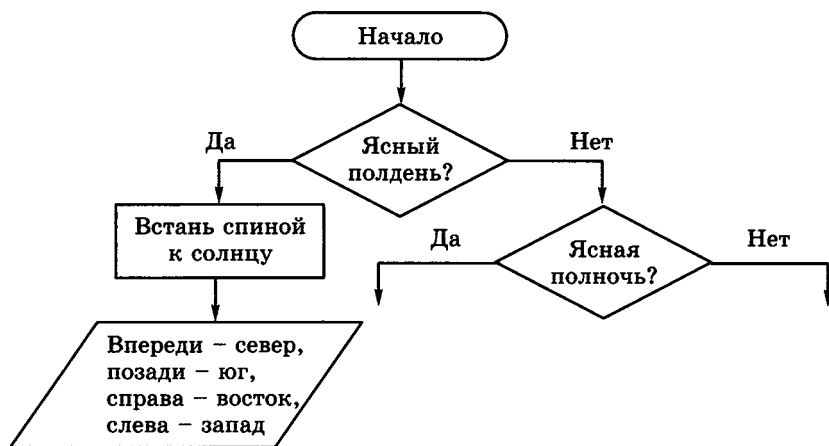 Начало
Ясный
полдень?
Да
Нет
Встань спиной
к солнцу
Ясная
полночь?
Да
Нет
Впереди – север,
позади – юг,
справа – восток,
слева – запад